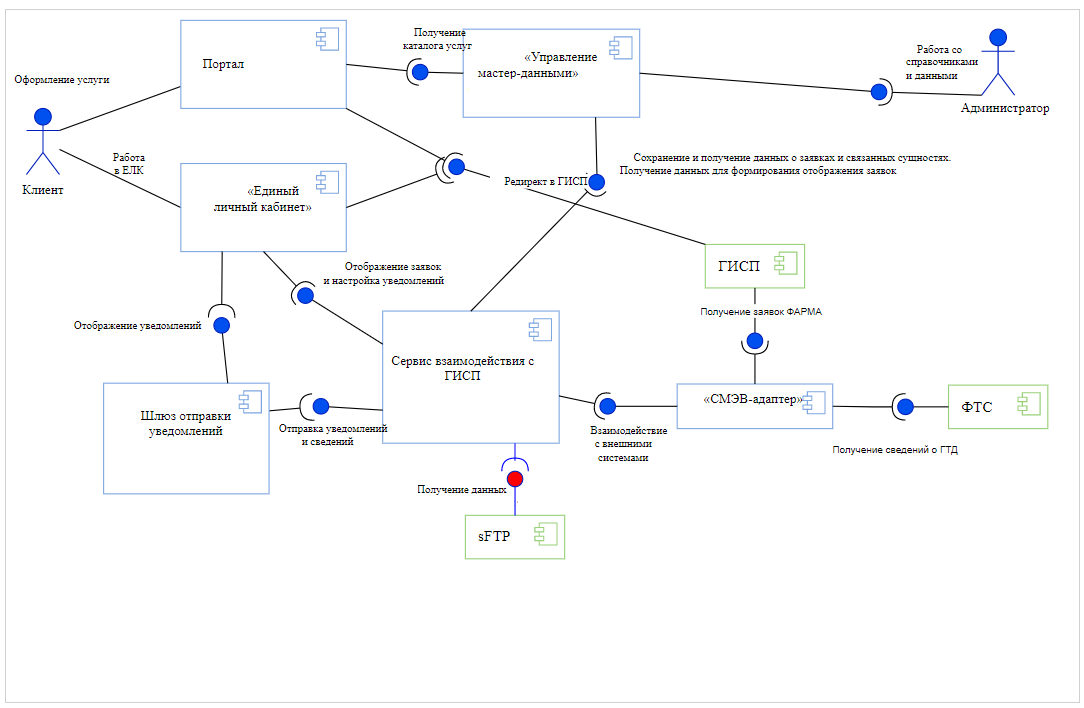 Получение
каталога услуг
Портал
«Управление
мастер-данными»
Работа со
справочниками
и данными
Администратор
Оформление услуги
Клиент
Работа
в ЕЛК
«Единый
личный кабинет»
Редирект в ГИСП
Сохранение и получение данных о заявках и связанных сущностях.
Получение данных для формирования отображения заявок
ГИСП
Отображение заявок
и настройка уведомлений
Получение заявок ФАРМА
Отображение уведомлений
Сервис взаимодействия с
ГИСП
Шлюз отправки
уведомлений
Отправка уведомлений
и сведений
Взаимодействие
с внешними
системами
«СМЭВ-адаптер»
ФТС
Получение сведений о ГТД
Получение данных
sFTP